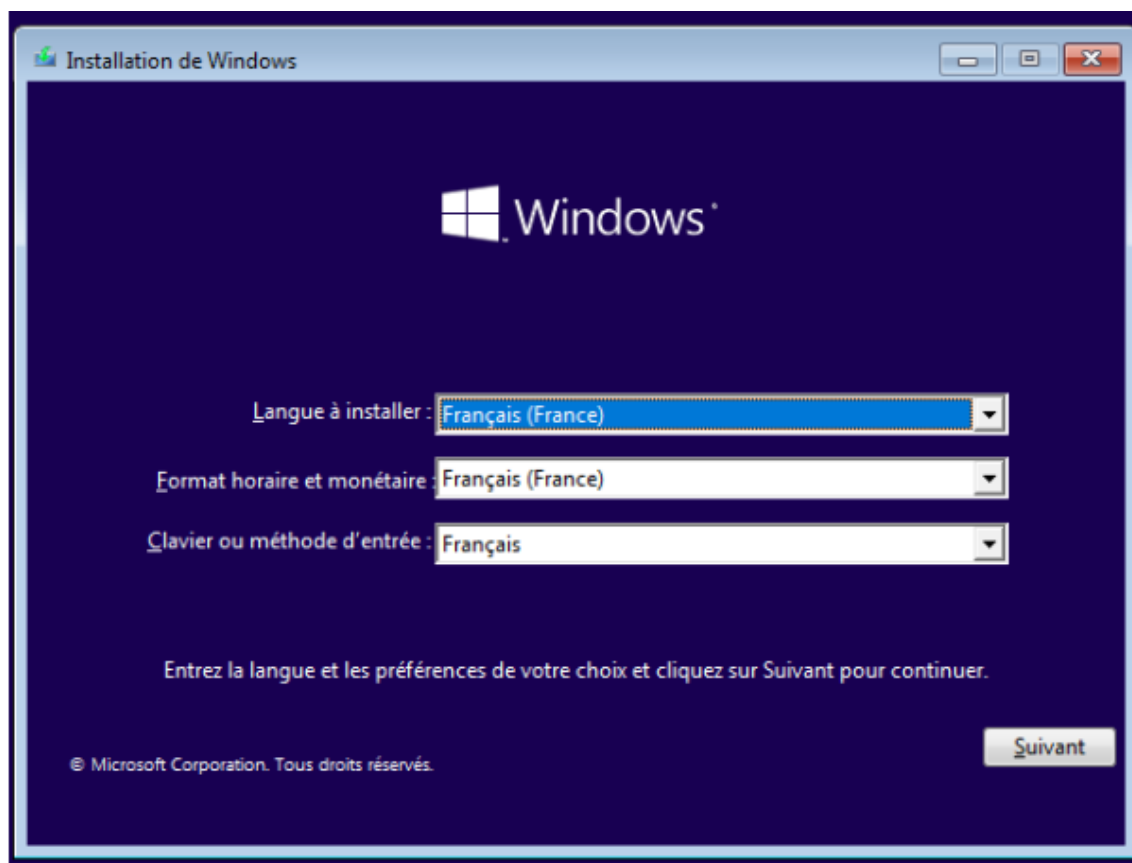 Installation de Windows
Windows
Langue à installer : Français (France)
Format horaire et monétaire : Français (France)
Clavier ou méthode d'entrée : Français
Entrez la langue et les préférences de votre choix et cliquez sur Suivant pour continuer.
Suivant
© Microsoft Corporation. Tous droits réservés.